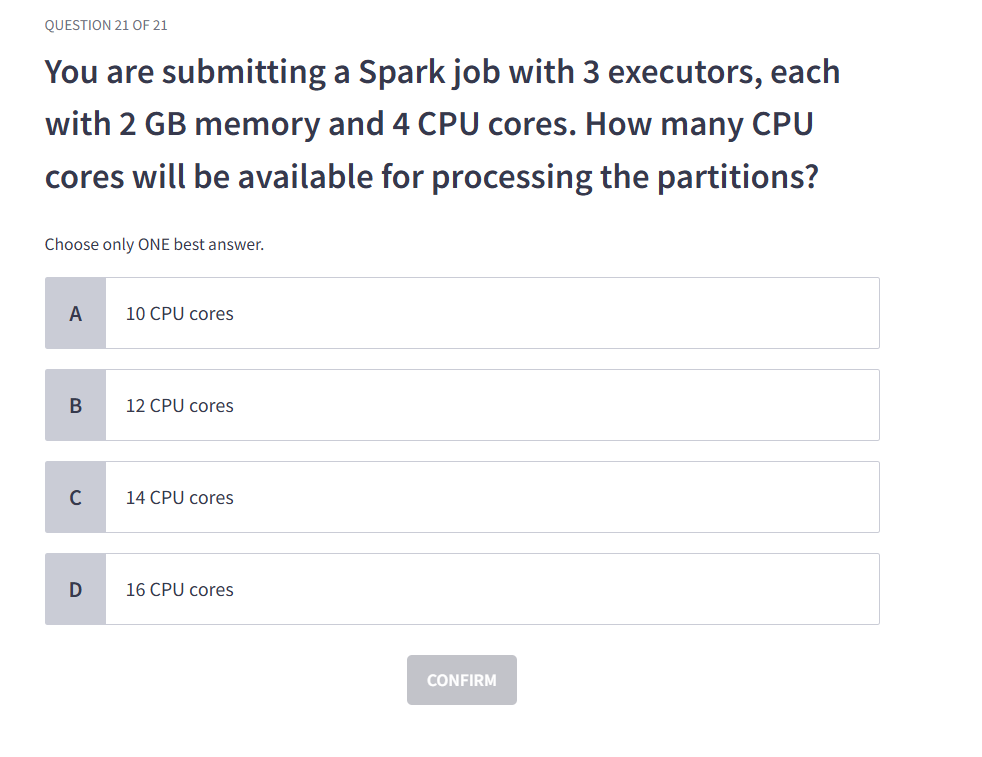 QUESTION 21 OF 21
You are submitting a Spark job with 3 executors, each
with 2 GB memory and 4 CPU cores. How many CPU
cores will be available for processing the partitions?
Choose only ONE best answer.
A 10 CPU cores
B 12 CPU cores
C 14 CPU cores
D 16 CPU cores
CONFIRM